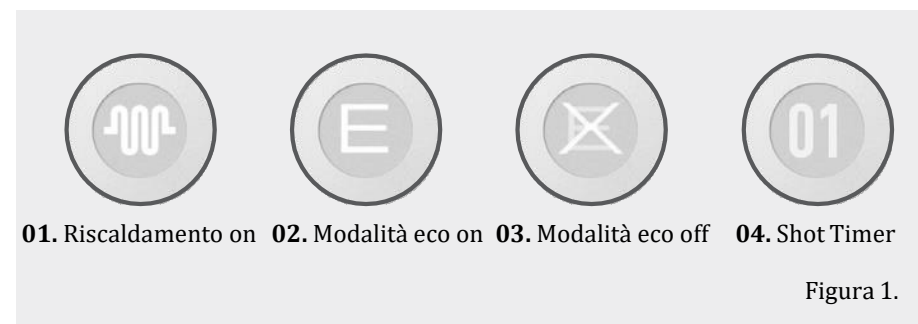 E E 01
01. Riscaldamento on 02. Modalità eco on 03. Modalità eco off 04. Shot Timer
Figura 1.